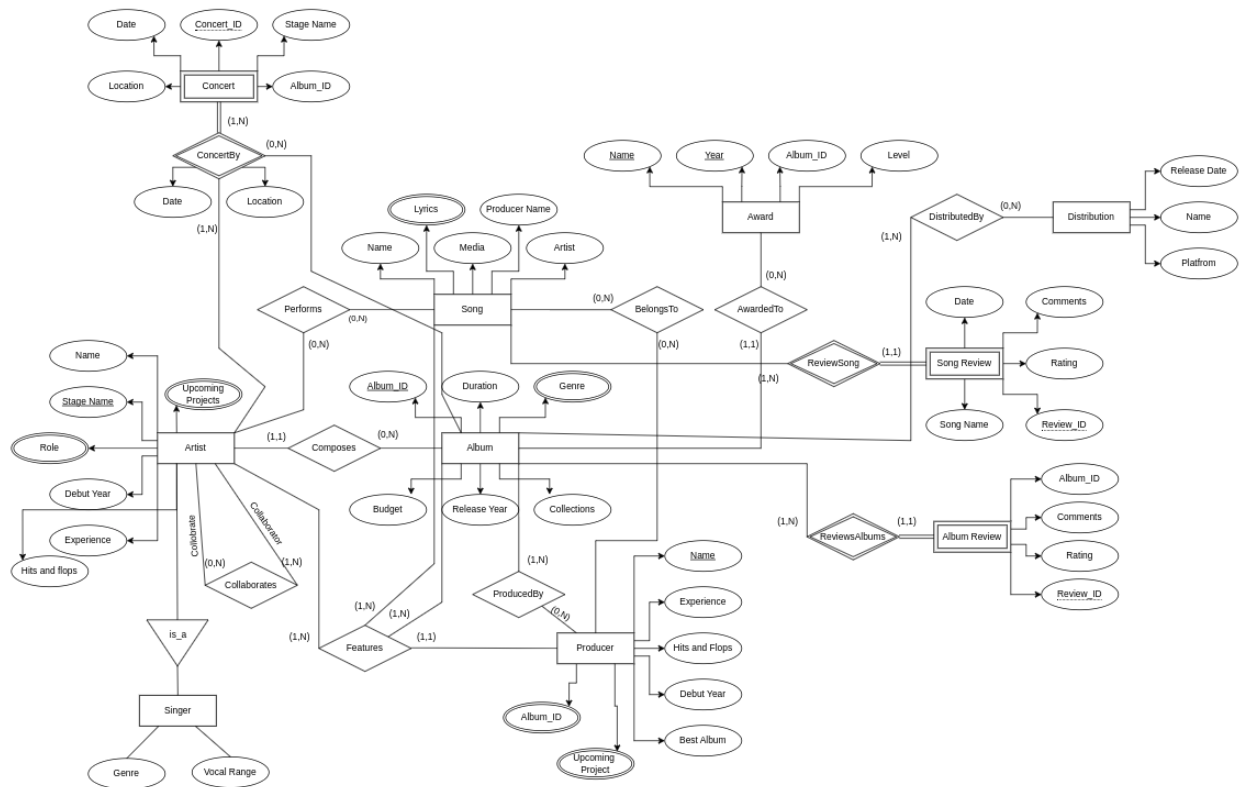 Date
Concert_ID
Stage Name
Location
Concert
Album_ID
(1,N)
ConcertBy
(0,N)
Date
Location
(1,N)
Name
Year
Album_ID
Level
Award
(0,N)
AwardedTo
(1,1)
Release Date
DistributedBy
(0,N)
Distribution
Name
(1,N)
Platfrom
Lyrics
Producer Name
Name
Media
Artist
Performs
(0,N)
Song
(0,N)
BelongsTo
(0,N)
(0,N)
Date
Comments
ReviewSong
(1,1)
Song Review
Rating
(1,N)
Song Name
Review_ID
Name
Upcoming
Projects
Stage Name
Role
Artist
Debut Year
Experience
Hits and flops
(1,1)
Composes
(0,N)
Album_ID
Duration
Genre
Album
Budget
Release Year
Collections
Collobrate
Collaborator
(0,N)
(1,N)
Collaborates
(1,N)
ReviewsAlbums
(1,1)
Album Review
Album_ID
Comments
Rating
Review_ID
(1,N)
ProducedBy
(0,N)
(1,N)
(1,N)
(1,N)
Features
(1,1)
Producer
Name
Experience
Hits and Flops
Debut Year
Best Album
Album_ID
Upcoming
Project
is_a
Singer
Genre
Vocal Range